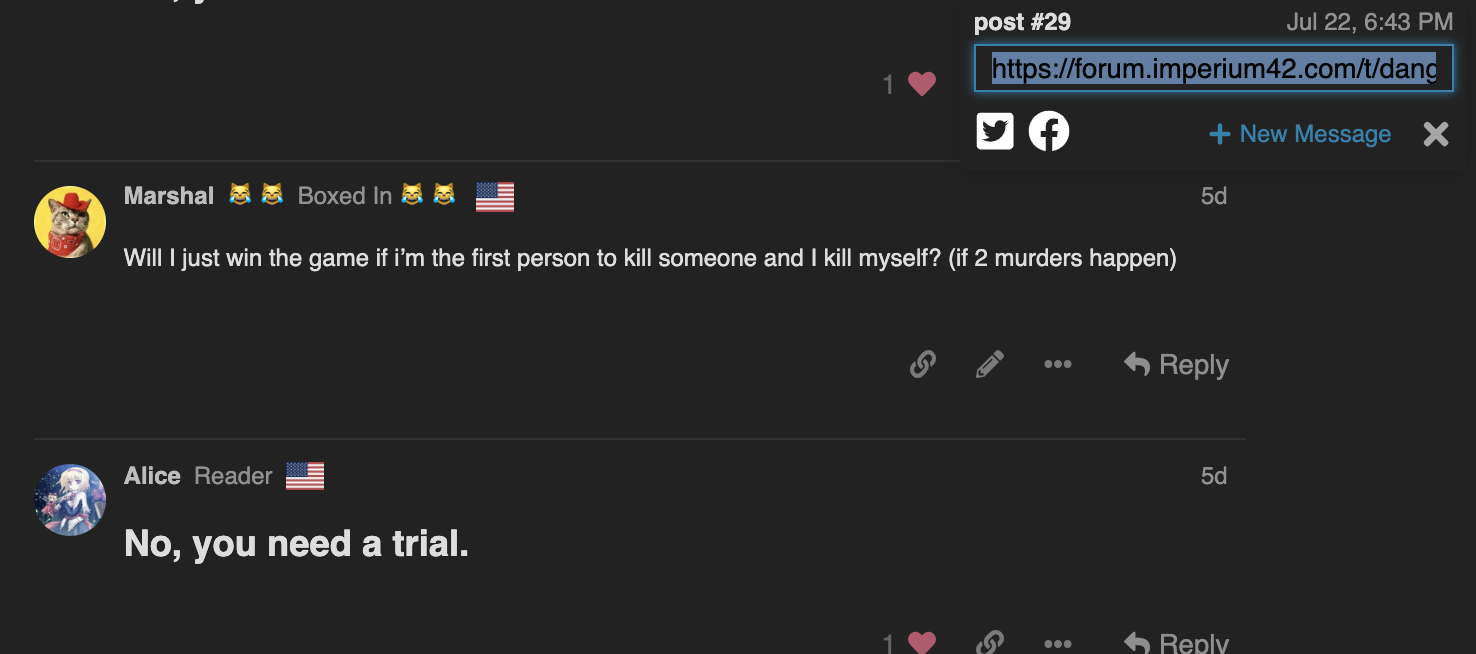 post #29 Jul 22, 6:43 PM
https://forum.imperium42.com/t/dang
1
+ New Message
Marshal 😹 😹 Boxed In 😹 😹 5d
Will I just win the game if i’m the first person to kill someone and I kill myself? (if 2 murders happen)
Reply
Alice Reader 5d
No, you need a trial.
1 Reply